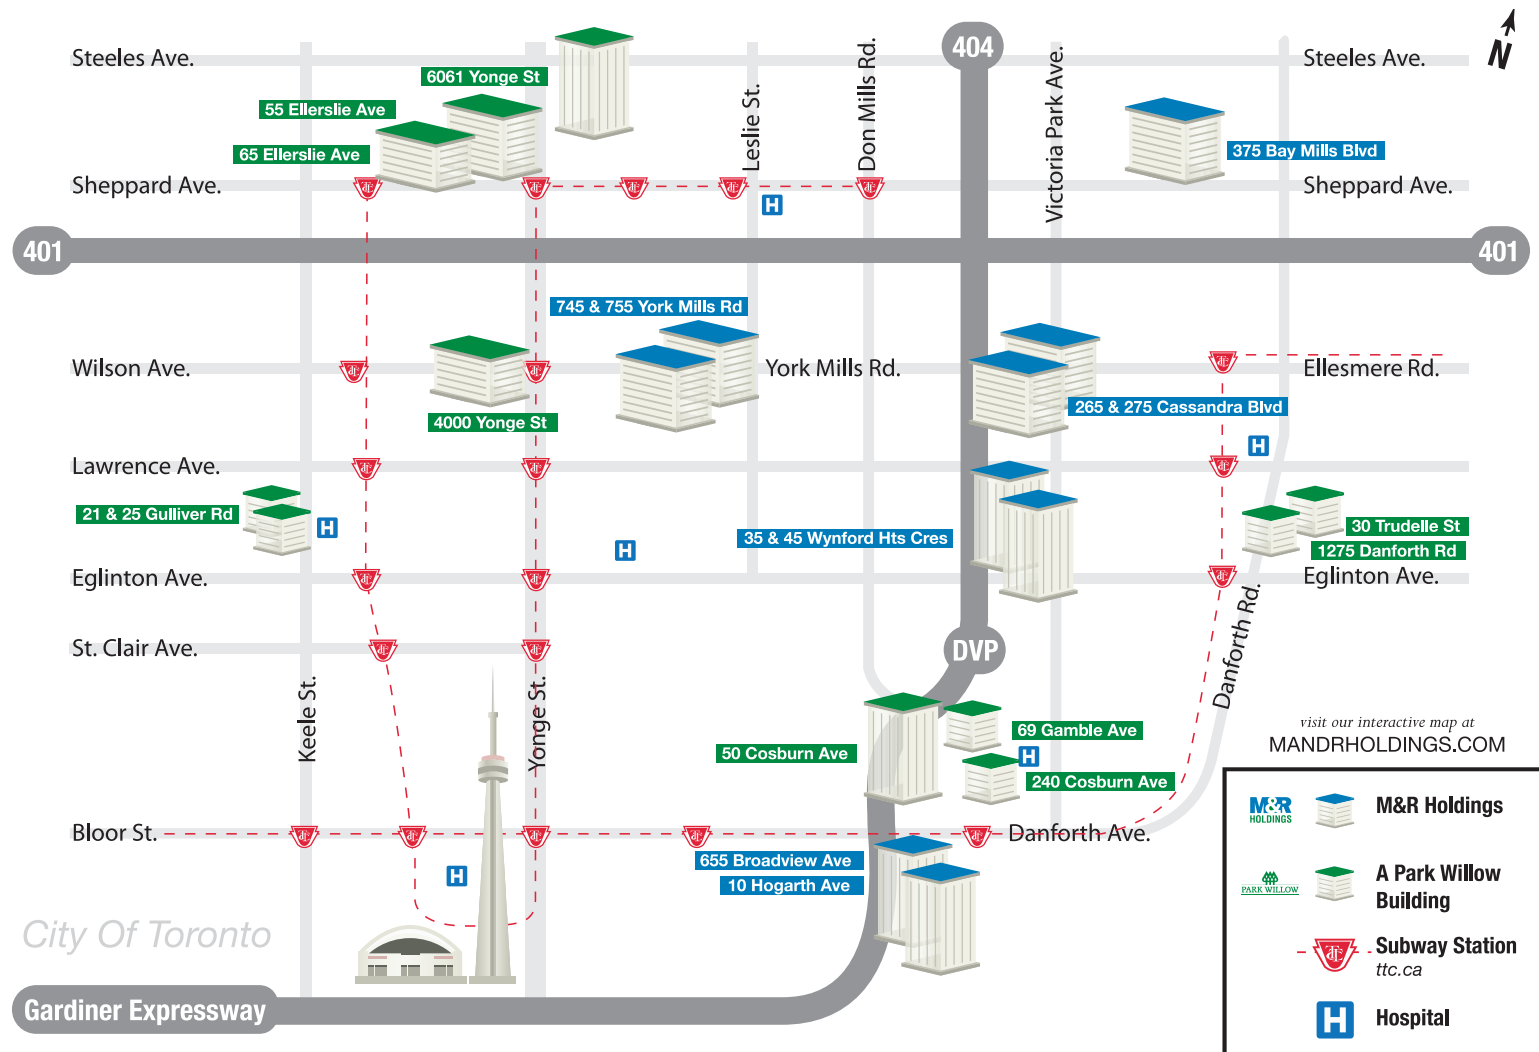 Steeles Ave.
6061 Yonge St
55 Ellerslie Ave
65 Ellerslie Ave
Leslie St.
Don Mills Rd.
404
Victoria Park Ave.
Steeles Ave.
N
375 Bay Mills Blvd
Sheppard Ave.
H
Sheppard Ave.
401
401
745 & 755 York Mills Rd
Wilson Ave.
York Mills Rd.
Ellesmere Rd.
4000 Yonge St
265 & 275 Cassandra Blvd
H
Lawrence Ave.
21 & 25 Gulliver Rd
H
H
35 & 45 Wynford Hts Cres
30 Trudelle St
1275 Danforth Rd
Eglinton Ave.
Eglinton Ave.
St. Clair Ave.
DVP
Keele St.
Yonge St.
Danforth Rd.
50 Cosburn Ave
69 Gamble Ave
H
240 Cosburn Ave
visit our interactive map at
MANDRHOLDINGS.COM
Bloor St.
Danforth Ave.
655 Broadview Ave
10 Hogarth Ave
H
City Of Toronto
Gardiner Expressway
M&R
HOLDINGS
M&R Holdings
PARK WILLOW
A Park Willow
Building
Subway Station
ttc.ca
H
Hospital